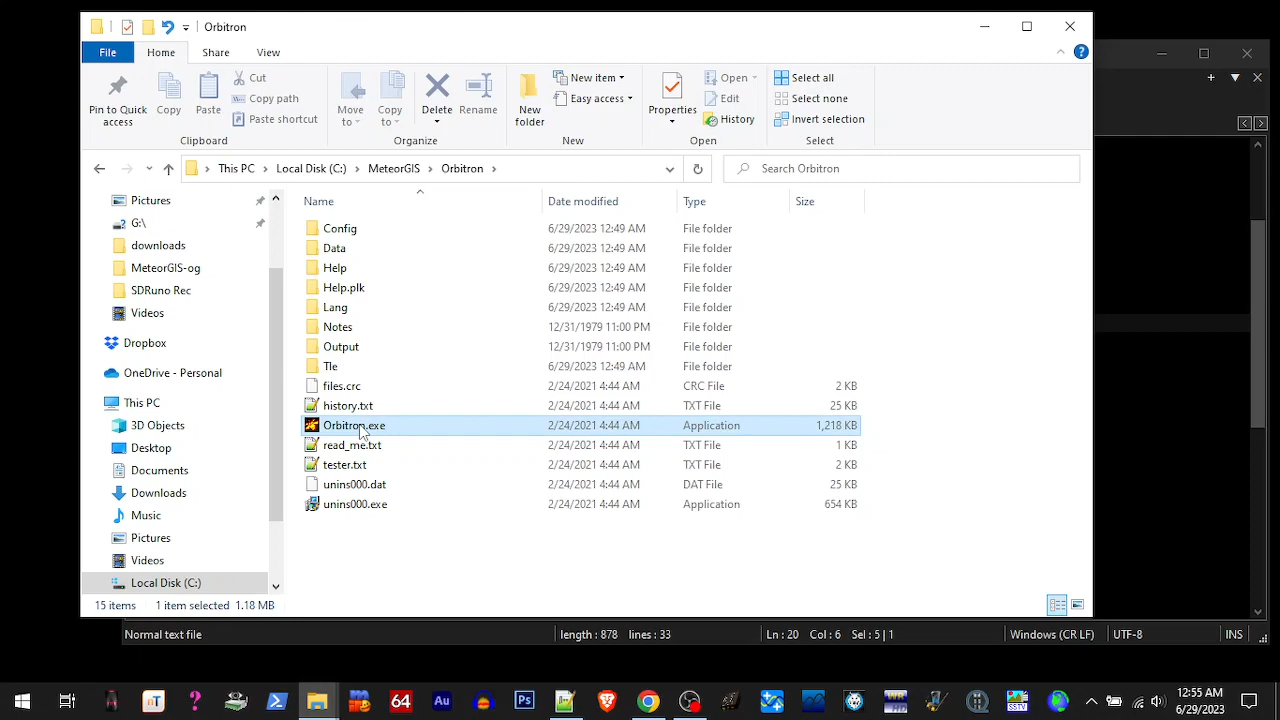 Orbitron
File Home Share View
Pin to Quick access
Copy
Paste
Cut
Copy path
Paste shortcut
Clipboard
Move to
Copy to
Delete
Rename
Organize
New folder
New item
Easy access
New
Properties
Open
Edit
History
Open
Select all
Select none
Invert selection
Select
This PC > Local Disk (C:) > MeteorGIS > Orbitron >
Search Orbitron
Pictures
G:\
downloads
MeteorGIS-og
SDRuno Rec
Videos
Dropbox
OneDrive - Personal
This PC
3D Objects
Desktop
Documents
Downloads
Music
Pictures
Videos
Local Disk (C:)
Name Date modified Type Size
Config 6/29/2023 12:49 AM File folder
Data 6/29/2023 12:49 AM File folder
Help 6/29/2023 12:49 AM File folder
Help.plk 6/29/2023 12:49 AM File folder
Lang 6/29/2023 12:49 AM File folder
Notes 12/31/1979 11:00 PM File folder
Output 12/31/1979 11:00 PM File folder
Tle 6/29/2023 12:49 AM File folder
files.crc 2/24/2021 4:44 AM CRC File 2 KB
history.txt 2/24/2021 4:44 AM TXT File 25 KB
Orbitron.exe 2/24/2021 4:44 AM Application 1,218 KB
read_me.txt 2/24/2021 4:44 AM TXT File 1 KB
tester.txt 2/24/2021 4:44 AM TXT File 2 KB
unins000.dat 2/24/2021 4:44 AM DAT File 25 KB
unins000.exe 2/24/2021 4:44 AM Application 654 KB
15 items 1 item selected 1.18 MB
Normal text file length : 878 lines : 33 Ln : 20 Col : 6 Sel : 5 | 1 Windows (CR LF) UTF-8 INS
nT
64
Au
Ps
SSTV
12:55 AM
6/29/2023